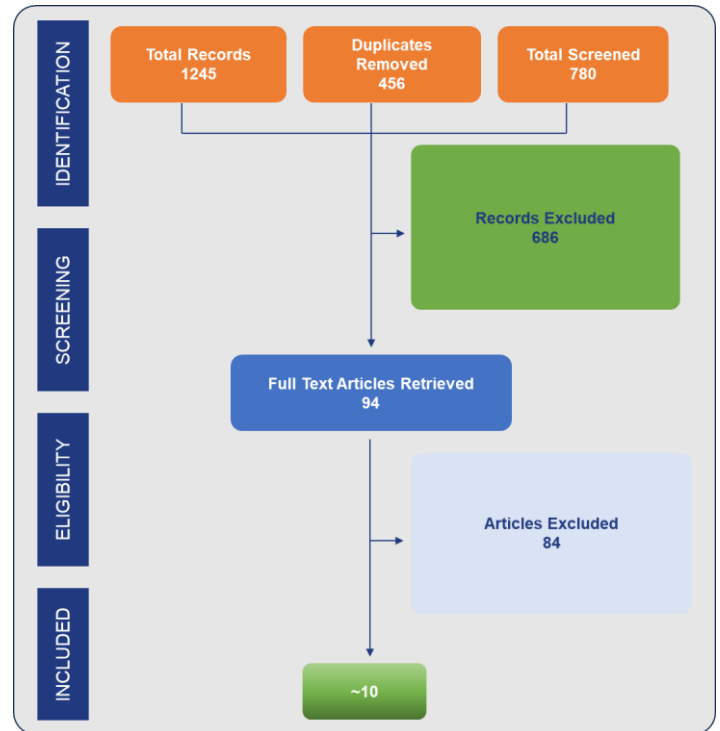 IDENTIFICATION
Total Records
1245
Duplicates
Removed
456
Total Screened
780
Records Excluded
686
SCREENING
Full Text Articles Retrieved
94
ELIGIBILITY
Articles Excluded
84
INCLUDED
~10